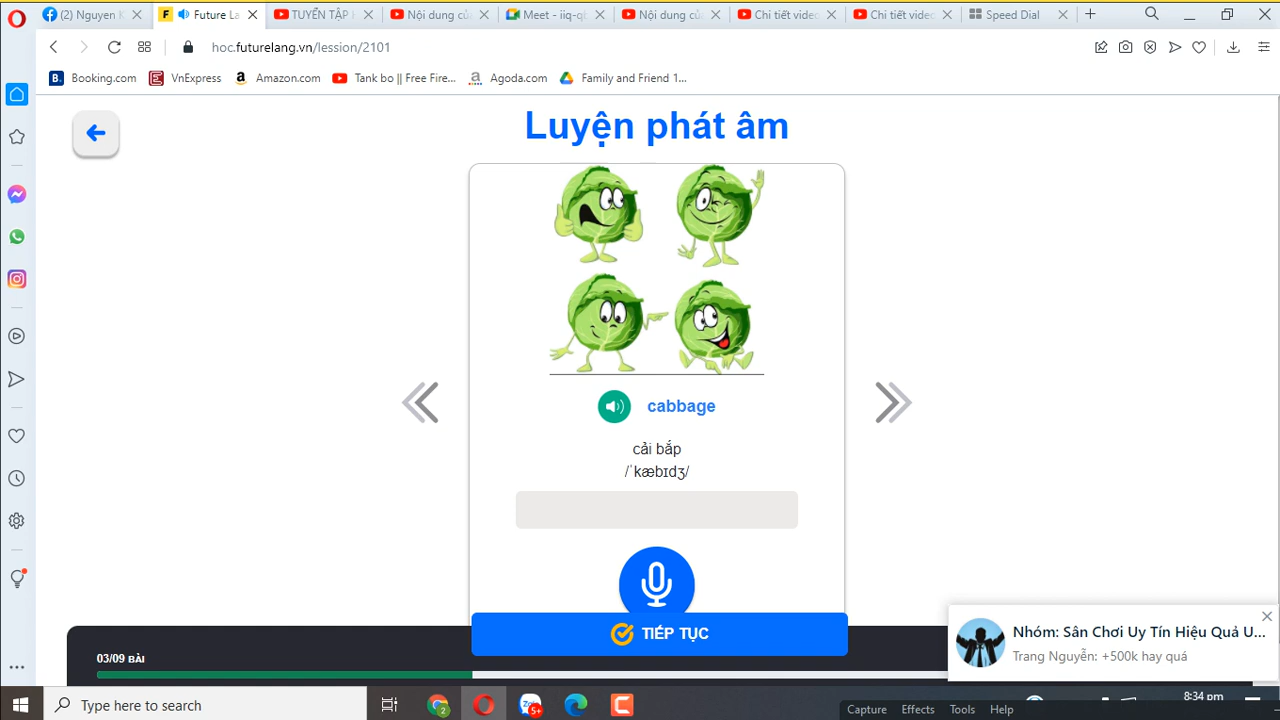 (2) Nguyen K
Future La
TUYỂN TẬP
Nội dung củ
Meet - iiq-q
Nội dung củ
Chi tiết video
Chi tiết video
Speed Dial
hoc.futurelang.vn/lession/2101
Booking.com
VnExpress
Amazon.com
Tank bo || Free Fire...
Agoda.com
Family and Friend 1...
Luyện phát âm
cabbage
cải bắp
/ˈkæbɪdʒ/
TIẾP TỤC
03/09 BÀI
Nhóm: Sân Chơi Uy Tín Hiệu Quả U...
Trang Nguyễn: +500k hay quá
Type here to search
8:34 pm
Capture Effects Tools Help